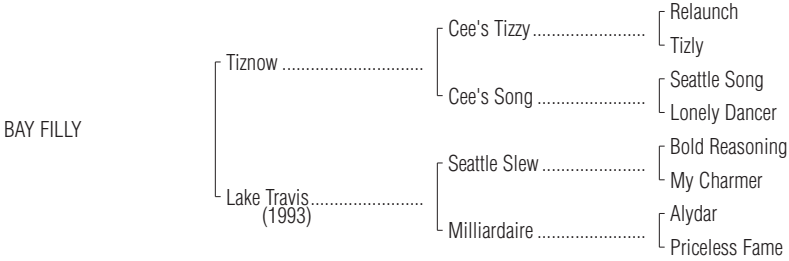 Relaunch
Cee's Tizzy..............................
Tizly
Tiznow ......................................
Seattle Song
Cee's Song .............................
Lonely Dancer
BAY FILLY
Bold Reasoning
Seattle Slew ............................
My Charmer
Lake Travis..............................
(1993)
Alydar
Milliardaire .............................
Priceless Fame